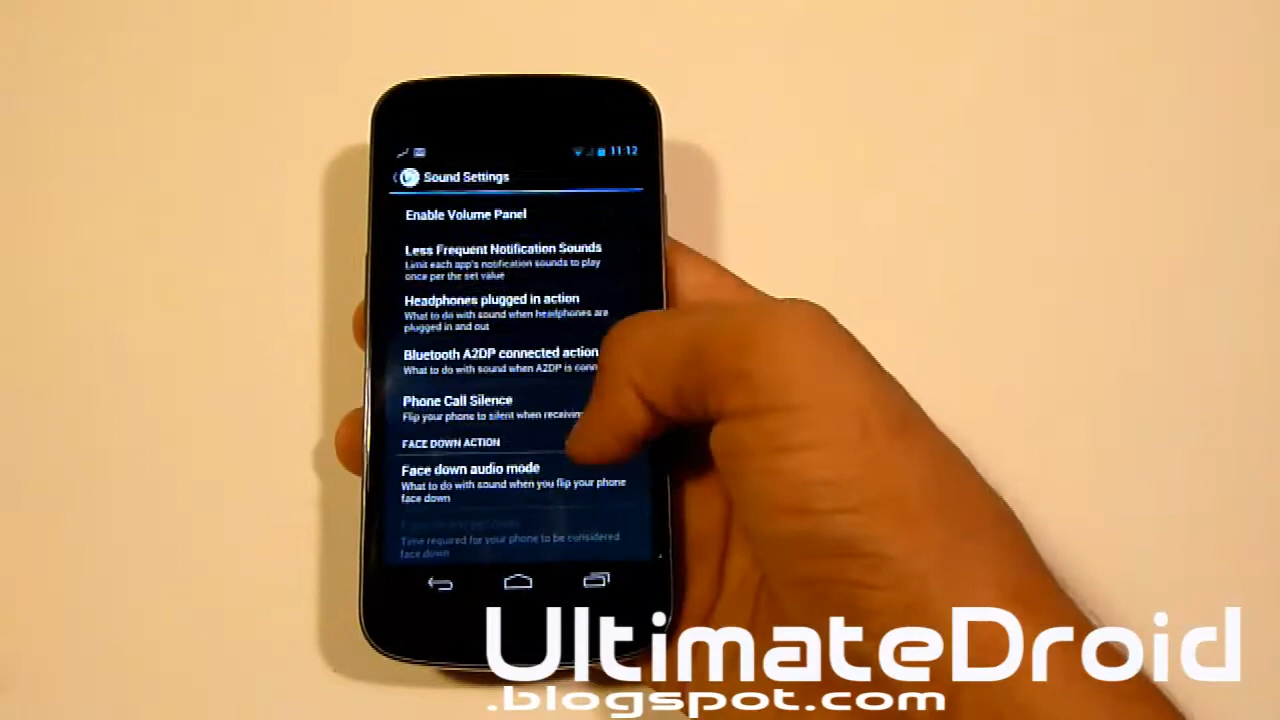 11:12
Sound Settings
Enable Volume Panel
Less Frequent Notification Sounds
Limit each app's notification sounds to play
once per the set value
Headphones plugged in action
What to do with sound when headphones are
plugged in and out
Bluetooth A2DP connected action
What to do with sound when A2DP is conn
Phone Call Silence
Flip your phone to silent when receivin
FACE DOWN ACTION
Face down audio mode
What to do with sound when you flip your phone
face down
Time required for your phone to be considered
face down
UltimateDroid
.blogspot.com